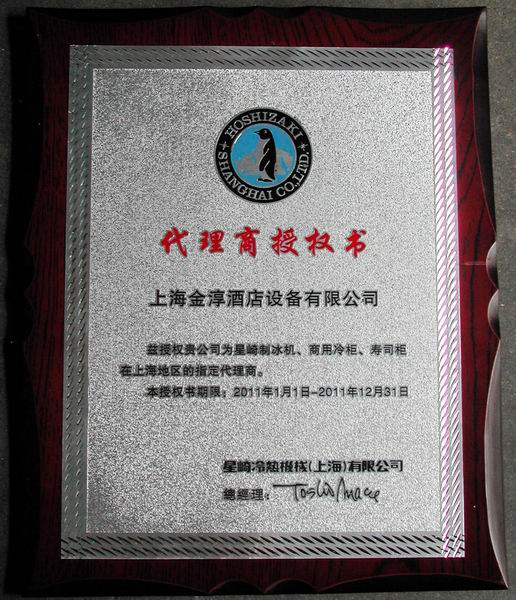 HOSHIZAKI
SHANGHAI CO.,LTD.
代理商授权书
上海金淳酒店设备有限公司
兹授权贵公司为星崎制冰机、商用冷柜、寿司柜
在上海地区的指定代理商。
本授权书期限：2011年1月1日-2011年12月31日
星崎冷热机械(上海)有限公司
總經理：